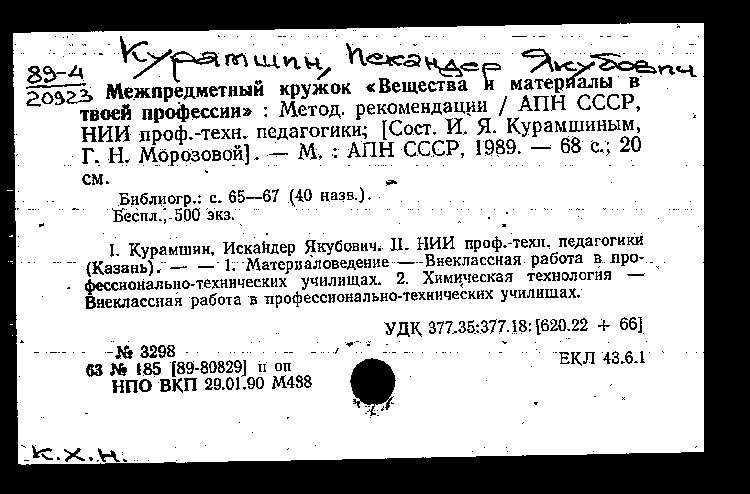 Курамшин, Искандер Якубович
89-4
20923
Межпредметный кружок «Вещества и материалы в
твоей профессии» : Метод. рекомендации / АПН СССР,
НИИ проф.-техн. педагогики; [Сост. И. Я. Курамшиным,
Г. Н. Морозовой]. — М. : АПН СССР, 1989. — 68 с.; 20
см.
Библиогр.: с. 65—67 (40 назв.).
Беспл., 500 экз.
I. Курамшин, Искандер Якубович. II. НИИ проф.-техн. педагогики
(Казань). — — 1. Материаловедение — Внеклассная работа в про-
фессионально-технических училищах. 2. Химическая технология —
Внеклассная работа в профессионально-технических училищах.
УДК 377.35:377.18:[620.22 + 66]
№ 3298
63 № 185 [89-80829] п оп
НПО ВКП 29.01.90 М488
ЕКЛ 43.6.1
К.Х.Н.